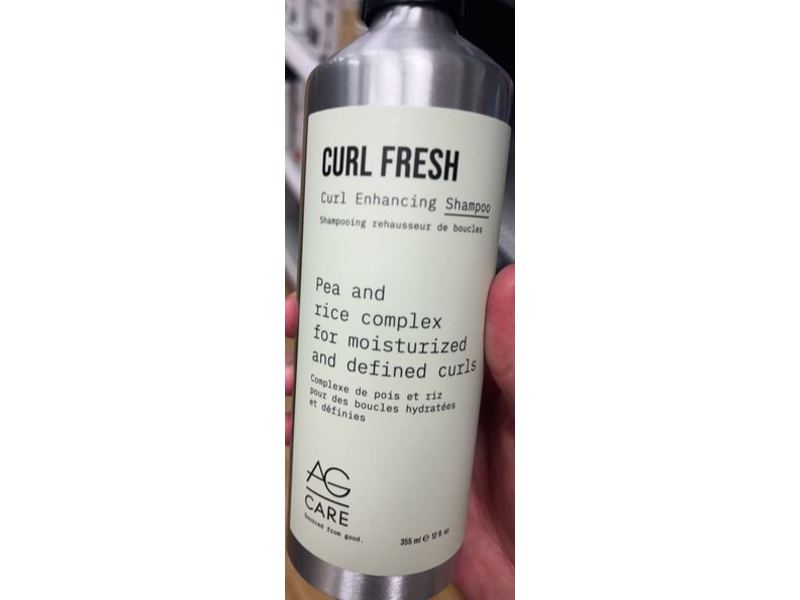 CURL FRESH
Curl Enhancing Shampoo
Shampooing rehausseur de boucles
Pea and
rice complex
for moisturized
and defined curls
Complexe de pois et riz
pour des boucles hydratées
et définies
AG
CARE
Sourced from good.
355 ml ℮ 12 fl. oz.